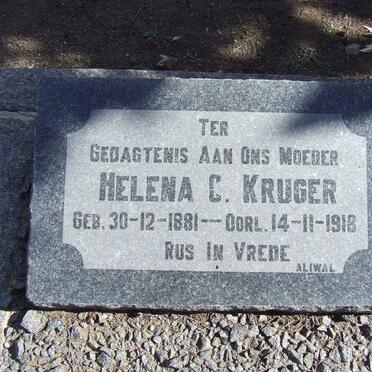 TER
GEDAGTENIS AAN ONS MOEDER
HELENA C. KRUGER
GEB. 30-12-1881 — OORL. 14-11-1918
RUS IN VREDE
ALIWAL